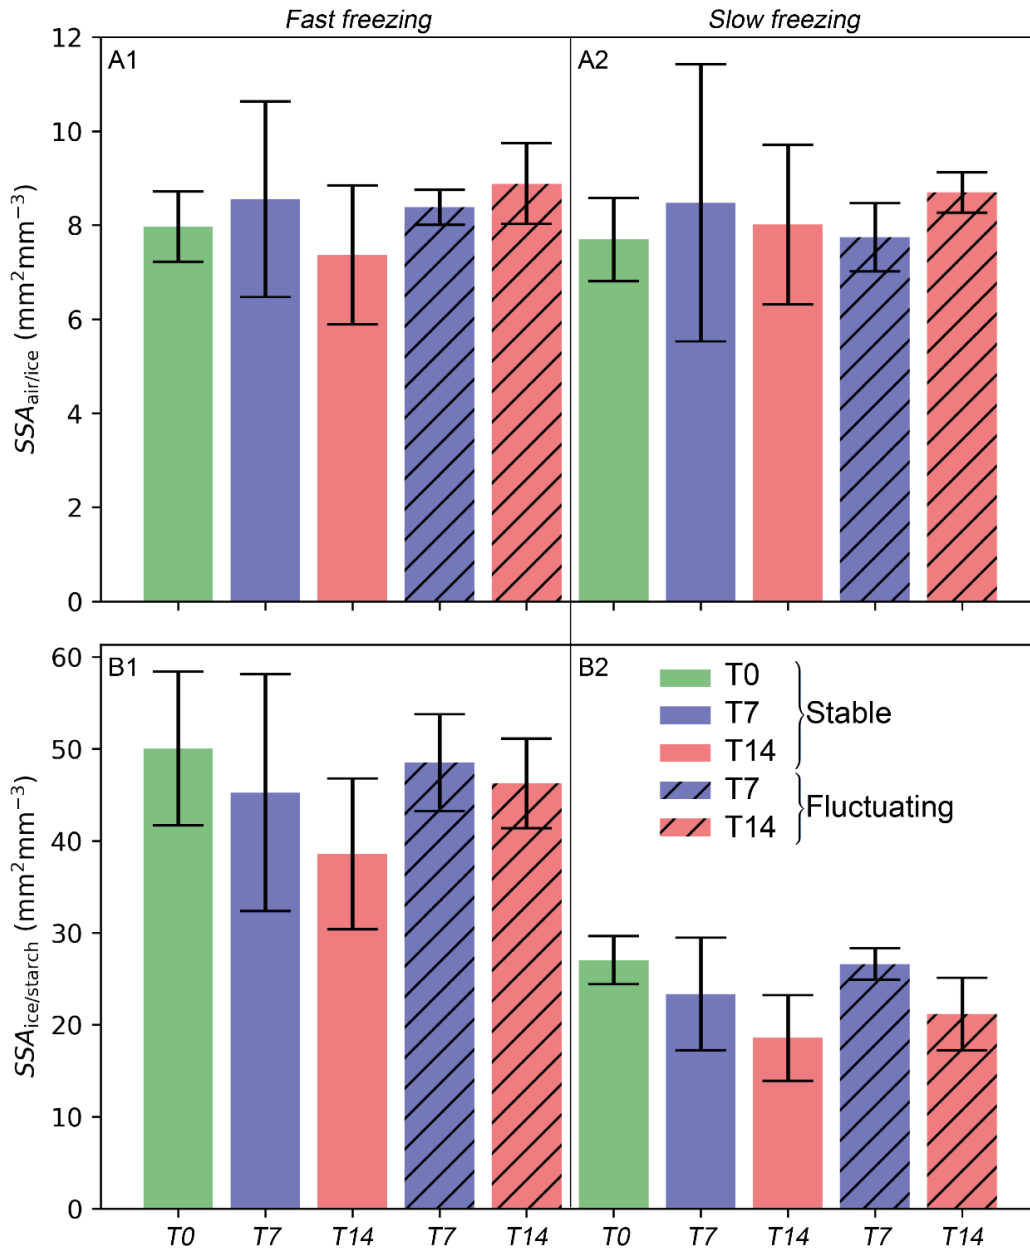 Fast freezing
Slow freezing
A1
A2
12
10
8
6
4
2
0
SSAair/ice (mm²mm⁻³)
B1
B2
60
50
40
30
20
10
0
SSAice/starch (mm²mm⁻³)
T0
T7
T14
Stable
T7
T14
Fluctuating
T0 T7 T14 T7 T14 T0 T7 T14 T7 T14